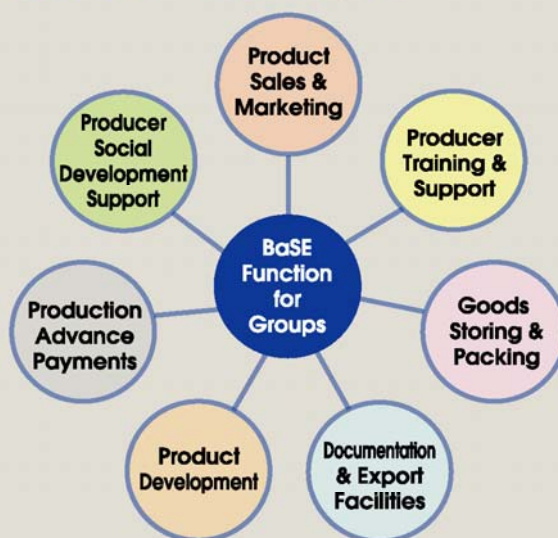 Product
Sales &
Marketing
Producer
Training &
Support
Goods
Storing &
Packing
Documentation
& Export
Facilities
Product
Development
Production
Advance
Payments
Producer
Social
Development
Support
BaSE
Function
for
Groups